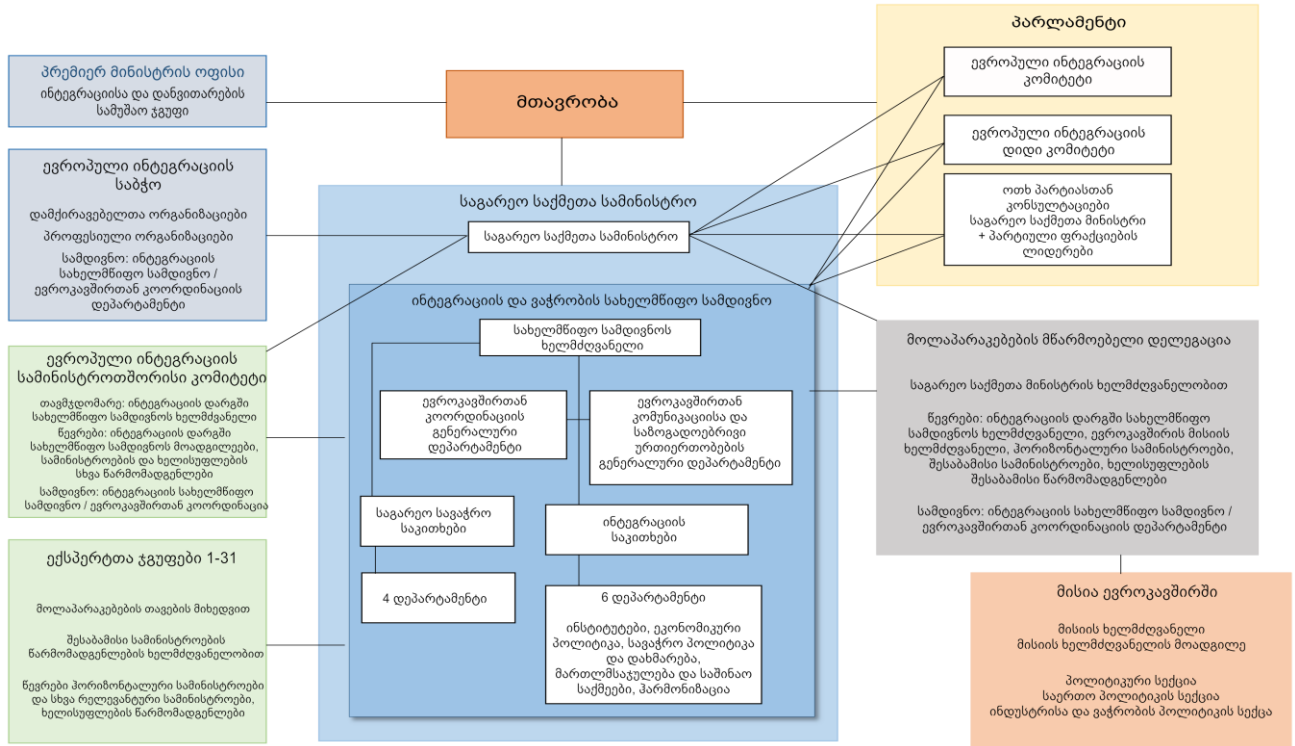 პრემიერ მინისტრის ოფისი
ინტეგრაციისა და დანვითარების
სამუშაო ჯგუფი
ევროპული ინტეგრაციის
საბჭო
დამქირავებელთა ორგანიზაციები
პროფესიული ორგანიზაციები
სამდივნო: ინტეგრაციის
სახელმწიფო სამდივნო /
ევროკავშირთან კოორდინაციის
დეპარტამენტი
ევროპული ინტეგრაციის
სამინისტროთშორისი კომიტეტი
თავმჯდომარე: ინტეგრაციის დარგში
სახელმწიფო სამდივნოს ხელმძვანელი
წევრები: ინტეგრაციის დარგში
სახელმწიფო სამდივნოს მოადგილეები,
სამინისტროების და ხელისუფლების
სხვა წარმომადგენლები
სამდივნო: ინტეგრაციის სახელმწიფო
სამდივნო / ევროკავშირთან კოორდინაცია
ექსპერტთა ჯგუფები 1-31
მოლაპარაკებების თავების მიხედვით
შესაბამისი სამინისტროების
წარმომადგენლების ხელმძღვანელობით
წევრები ჰორიზონტალური სამინისტროები
და სხვა რელევანტური სამინისტროები,
ხელისუფლების წარმომადგენლები
მთავრობა
საგარეო საქმეთა სამინისტრო
საგარეო საქმეთა სამინისტრო
ინტეგრაციის და ვაჭრობის სახელმწიფო სამდივნო
სახელმწიფო სამდივნოს
ხელმძღვანელი
ევროკავშირთან
კოორდინაციის
გენერალური
დეპარტამენტი
ევროკავშირთან
კომუნიკაციისა და
საზოგადოებრივი
ურთიერთობების
გენერალური დეპარტამენტი
საგარეო სავაჭრო
საკითხები
ინტეგრაციის
საკითხები
4 დეპარტამენტი
6 დეპარტამენტი
ინსტიტუტები, ეკონომიკური
პოლიტიკა, სავაჭრო პოლიტიკა
და დახმარება,
მართლმსაჯულება და საშინაო
საქმეები, ჰარმონიზაცია
პარლამენტი
ევროპული ინტეგრაციის
კომიტეტი
ევროპული ინტეგრაციის
დიდი კომიტეტი
ოთხ პარტიასთან
კონსულტაციები
საგარეო საქმეთა მინისტრი
+ პარტიული ფრაქციების
ლიდერები
მოლაპარაკებების მწარმოებელი დელეგაცია
საგარეო საქმეთა მინისტრის ხელმძღვანელობით
წევრები: ინტეგრაციის დარგში სახელმწიფო
სამდივნოს ხელმძღვანელი, ევროკავშირის მისიის
ხელმძღვანელი, ჰორიზონტალური სამინისტროები,
შესაბამისი სამინისტროები, ხელისუფლების
შესაბამისი წარმომადგენლები
სამდივნო: ინტეგრაციის სახელმწიფო სამდივნო /
ევროკავშირთან კოორდინაციის დეპარტამენტი
მისია ევროკავშირში
მისიის ხელმძღვანელი
მისიის ხელმძღვანელის მოადგილე
პოლიტიკური სექცია
საერთო პოლიტიკის სექცია
ინდუსტრისა და ვაჭრობის პოლიტიკის სექცა